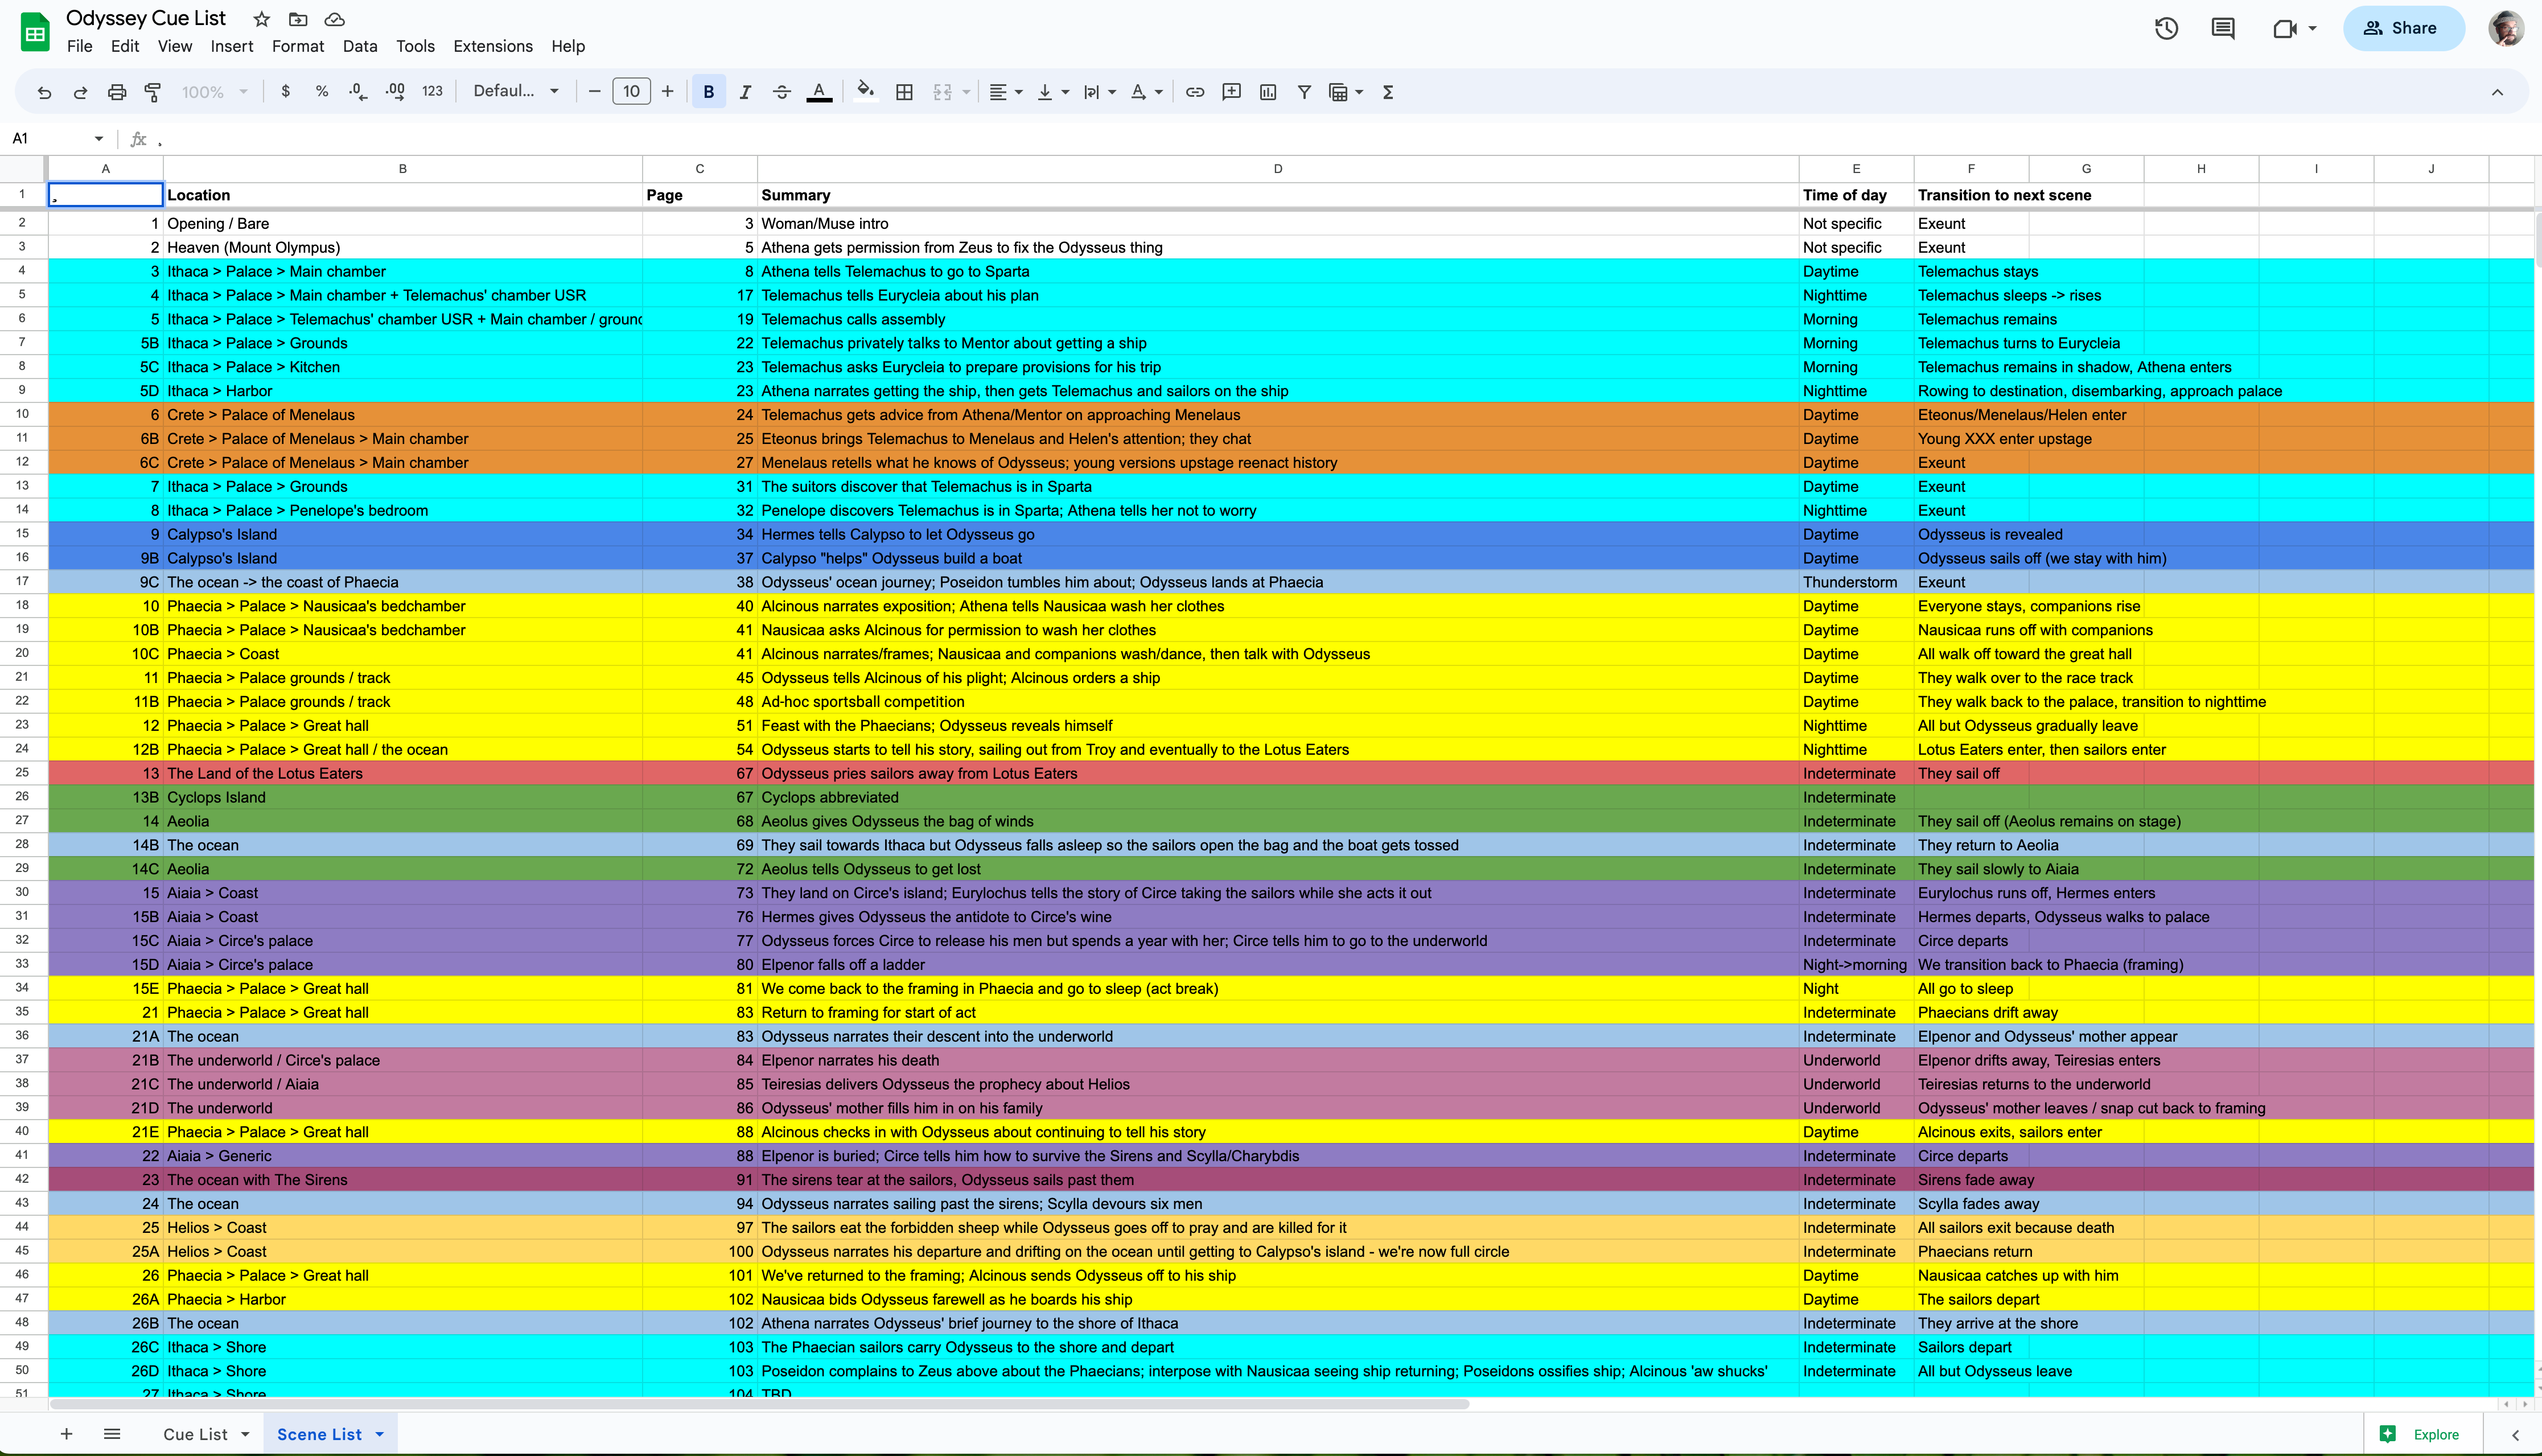 Odyssey Cue List
File Edit View Insert Format Data Tools Extensions Help
Share
100% $ % .0 .00 123 Defaul... 10 B I A
A1 fx ¸
A B C D E F G H I J
1 ¸ Location Page Summary Time of day Transition to next scene
2 1 Opening / Bare 3 Woman/Muse intro Not specific Exeunt
3 2 Heaven (Mount Olympus) 5 Athena gets permission from Zeus to fix the Odysseus thing Not specific Exeunt
4 3 Ithaca > Palace > Main chamber 8 Athena tells Telemachus to go to Sparta Daytime Telemachus stays
5 4 Ithaca > Palace > Main chamber + Telemachus' chamber USR 17 Telemachus tells Eurycleia about his plan Nighttime Telemachus sleeps -> rises
6 5 Ithaca > Palace > Telemachus' chamber USR + Main chamber / ground 19 Telemachus calls assembly Morning Telemachus remains
7 5B Ithaca > Palace > Grounds 22 Telemachus privately talks to Mentor about getting a ship Morning Telemachus turns to Eurycleia
8 5C Ithaca > Palace > Kitchen 23 Telemachus asks Eurycleia to prepare provisions for his trip Morning Telemachus remains in shadow, Athena enters
9 5D Ithaca > Harbor 23 Athena narrates getting the ship, then gets Telemachus and sailors on the ship Nighttime Rowing to destination, disembarking, approach palace
10 6 Crete > Palace of Menelaus 24 Telemachus gets advice from Athena/Mentor on approaching Menelaus Daytime Eteonus/Menelaus/Helen enter
11 6B Crete > Palace of Menelaus > Main chamber 25 Eteonus brings Telemachus to Menelaus and Helen's attention; they chat Daytime Young XXX enter upstage
12 6C Crete > Palace of Menelaus > Main chamber 27 Menelaus retells what he knows of Odysseus; young versions upstage reenact history Daytime Exeunt
13 7 Ithaca > Palace > Grounds 31 The suitors discover that Telemachus is in Sparta Daytime Exeunt
14 8 Ithaca > Palace > Penelope's bedroom 32 Penelope discovers Telemachus is in Sparta; Athena tells her not to worry Nighttime Exeunt
15 9 Calypso's Island 34 Hermes tells Calypso to let Odysseus go Daytime Odysseus is revealed
16 9B Calypso's Island 37 Calypso "helps" Odysseus build a boat Daytime Odysseus sails off (we stay with him)
17 9C The ocean -> the coast of Phaecia 38 Odysseus' ocean journey; Poseidon tumbles him about; Odysseus lands at Phaecia Thunderstorm Exeunt
18 10 Phaecia > Palace > Nausicaa's bedchamber 40 Alcinous narrates exposition; Athena tells Nausicaa wash her clothes Daytime Everyone stays, companions rise
19 10B Phaecia > Palace > Nausicaa's bedchamber 41 Nausicaa asks Alcinous for permission to wash her clothes Daytime Nausicaa runs off with companions
20 10C Phaecia > Coast 41 Alcinous narrates/frames; Nausicaa and companions wash/dance, then talk with Odysseus Daytime All walk off toward the great hall
21 11 Phaecia > Palace grounds / track 45 Odysseus tells Alcinous of his plight; Alcinous orders a ship Daytime They walk over to the race track
22 11B Phaecia > Palace grounds / track 48 Ad-hoc sportsball competition Daytime They walk back to the palace, transition to nighttime
23 12 Phaecia > Palace > Great hall 51 Feast with the Phaecians; Odysseus reveals himself Nighttime All but Odysseus gradually leave
24 12B Phaecia > Palace > Great hall / the ocean 54 Odysseus starts to tell his story, sailing out from Troy and eventually to the Lotus Eaters Nighttime Lotus Eaters enter, then sailors enter
25 13 The Land of the Lotus Eaters 67 Odysseus pries sailors away from Lotus Eaters Indeterminate They sail off
26 13B Cyclops Island 67 Cyclops abbreviated Indeterminate
27 14 Aeolia 68 Aeolus gives Odysseus the bag of winds Indeterminate They sail off (Aeolus remains on stage)
28 14B The ocean 69 They sail towards Ithaca but Odysseus falls asleep so the sailors open the bag and the boat gets tossed Indeterminate They return to Aeolia
29 14C Aeolia 72 Aeolus tells Odysseus to get lost Indeterminate They sail slowly to Aiaia
30 15 Aiaia > Coast 73 They land on Circe's island; Eurylochus tells the story of Circe taking the sailors while she acts it out Indeterminate Eurylochus runs off, Hermes enters
31 15B Aiaia > Coast 76 Hermes gives Odysseus the antidote to Circe's wine Indeterminate Hermes departs, Odysseus walks to palace
32 15C Aiaia > Circe's palace 77 Odysseus forces Circe to release his men but spends a year with her; Circe tells him to go to the underworld Indeterminate Circe departs
33 15D Aiaia > Circe's palace 80 Elpenor falls off a ladder Night->morning We transition back to Phaecia (framing)
34 15E Phaecia > Palace > Great hall 81 We come back to the framing in Phaecia and go to sleep (act break) Night All go to sleep
35 21 Phaecia > Palace > Great hall 83 Return to framing for start of act Indeterminate Phaecians drift away
36 21A The ocean 83 Odysseus narrates their descent into the underworld Indeterminate Elpenor and Odysseus' mother appear
37 21B The underworld / Circe's palace 84 Elpenor narrates his death Underworld Elpenor drifts away, Teiresias enters
38 21C The underworld / Aiaia 85 Teiresias delivers Odysseus the prophecy about Helios Underworld Teiresias returns to the underworld
39 21D The underworld 86 Odysseus' mother fills him in on his family Underworld Odysseus' mother leaves / snap cut back to framing
40 21E Phaecia > Palace > Great hall 88 Alcinous checks in with Odysseus about continuing to tell his story Daytime Alcinous exits, sailors enter
41 22 Aiaia > Generic 88 Elpenor is buried; Circe tells him how to survive the Sirens and Scylla/Charybdis Indeterminate Circe departs
42 23 The ocean with The Sirens 91 The sirens tear at the sailors, Odysseus sails past them Indeterminate Sirens fade away
43 24 The ocean 94 Odysseus narrates sailing past the sirens; Scylla devours six men Indeterminate Scylla fades away
44 25 Helios > Coast 97 The sailors eat the forbidden sheep while Odysseus goes off to pray and are killed for it Indeterminate All sailors exit because death
45 25A Helios > Coast 100 Odysseus narrates his departure and drifting on the ocean until getting to Calypso's island - we're now full circle Indeterminate Phaecians return
46 26 Phaecia > Palace > Great hall 101 We've returned to the framing; Alcinous sends Odysseus off to his ship Daytime Nausicaa catches up with him
47 26A Phaecia > Harbor 102 Nausicaa bids Odysseus farewell as he boards his ship Daytime The sailors depart
48 26B The ocean 102 Athena narrates Odysseus' brief journey to the shore of Ithaca Indeterminate They arrive at the shore
49 26C Ithaca > Shore 103 The Phaecian sailors carry Odysseus to the shore and depart Indeterminate Sailors depart
50 26D Ithaca > Shore 103 Poseidon complains to Zeus above about the Phaecians; interpose with Nausicaa seeing ship returning; Poseidons ossifies ship; Alcinous 'aw shucks' Indeterminate All but Odysseus leave
51 27 Ithaca > Shore 104 TBD
Cue List Scene List Explore